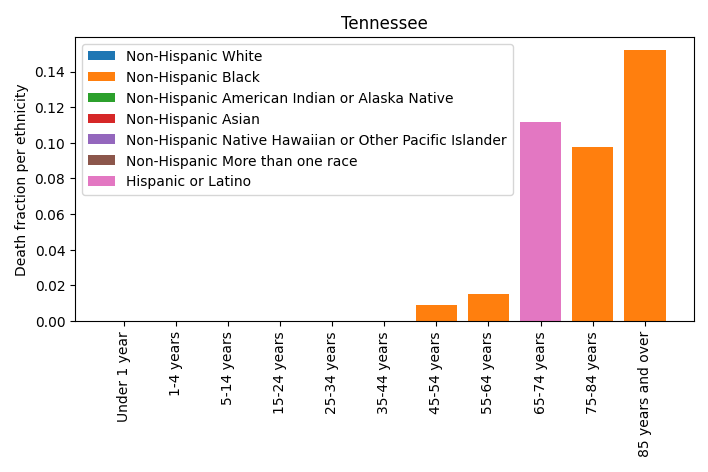 Tennessee
Death fraction per ethnicity
0.14
0.12
0.10
0.08
0.06
0.04
0.02
0.00
Non-Hispanic White
Non-Hispanic Black
Non-Hispanic American Indian or Alaska Native
Non-Hispanic Asian
Non-Hispanic Native Hawaiian or Other Pacific Islander
Non-Hispanic More than one race
Hispanic or Latino
Under 1 year
1-4 years
5-14 years
15-24 years
25-34 years
35-44 years
45-54 years
55-64 years
65-74 years
75-84 years
85 years and over